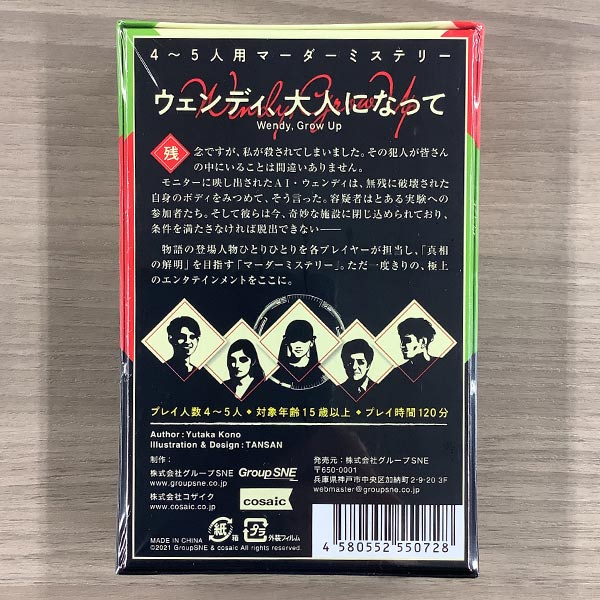 4～5人用マーダーミステリー
Wendy, Grow Up
ウェンディ、大人になって
Wendy, Grow Up
残念ですが、私が殺されてしまいました。その犯人が皆さん
の中にいることは間違いありません。
モニターに映し出されたAI・ウェンディは、無残に破壊された
自身のボディをみつめて、そう言った。容疑者はとある実験への
参加者たち。そして彼らは今、奇妙な施設に閉じ込められており、
条件を満たさなければ脱出できない――
物語の登場人物ひとりひとりを各プレイヤーが担当し、「真相
の解明」を目指す「マーダーミステリー」。ただ一度きりの、極上
のエンタテインメントをここに。
プレイ人数4～5人◆対象年齢15歳以上◆プレイ時間120分
Author : Yutaka Kono
Illustration & Design : TANSAN
制作：
株式会社グループSNE
www.groupsne.co.jp
GroupSNE
株式会社コザイク
www.cosaic.co.jp
cosaic
発売元：株式会社グループSNE
〒650-0001
兵庫県神戸市中央区加納町2-9-20 3F
webmaster@groupsne.co.jp
紙
箱
プラ
外装フィルム
MADE IN CHINA
©2021 GroupSNE & cosaic All rights reserved.
4 580552 550728